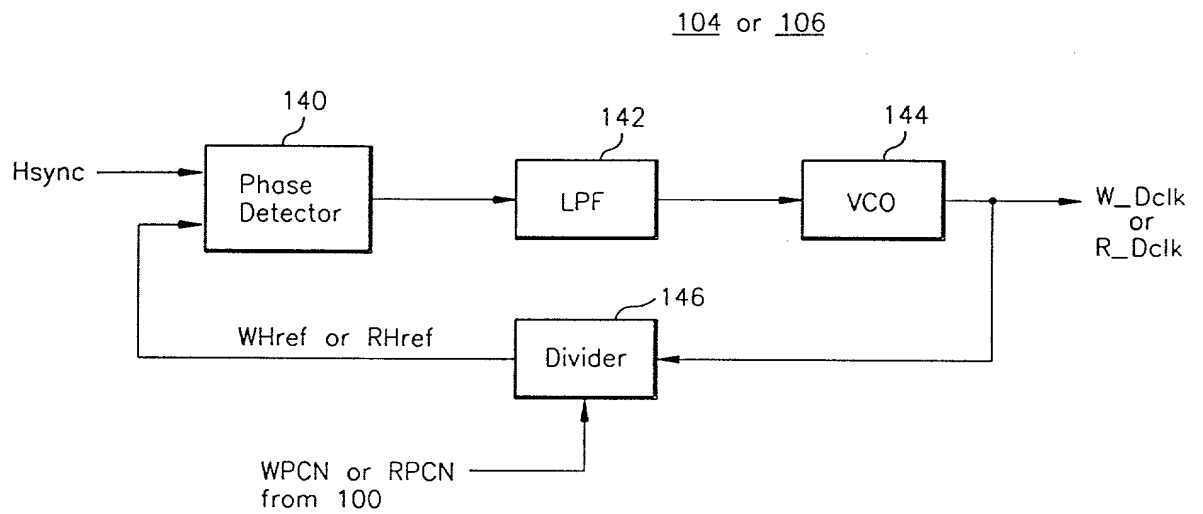 104 or 106
140
142
144
Hsync
Phase
Detector
LPF
VCO
W_Dclk
or
R_Dclk
146
WHref or RHref
Divider
WPCN or RPCN
from 100